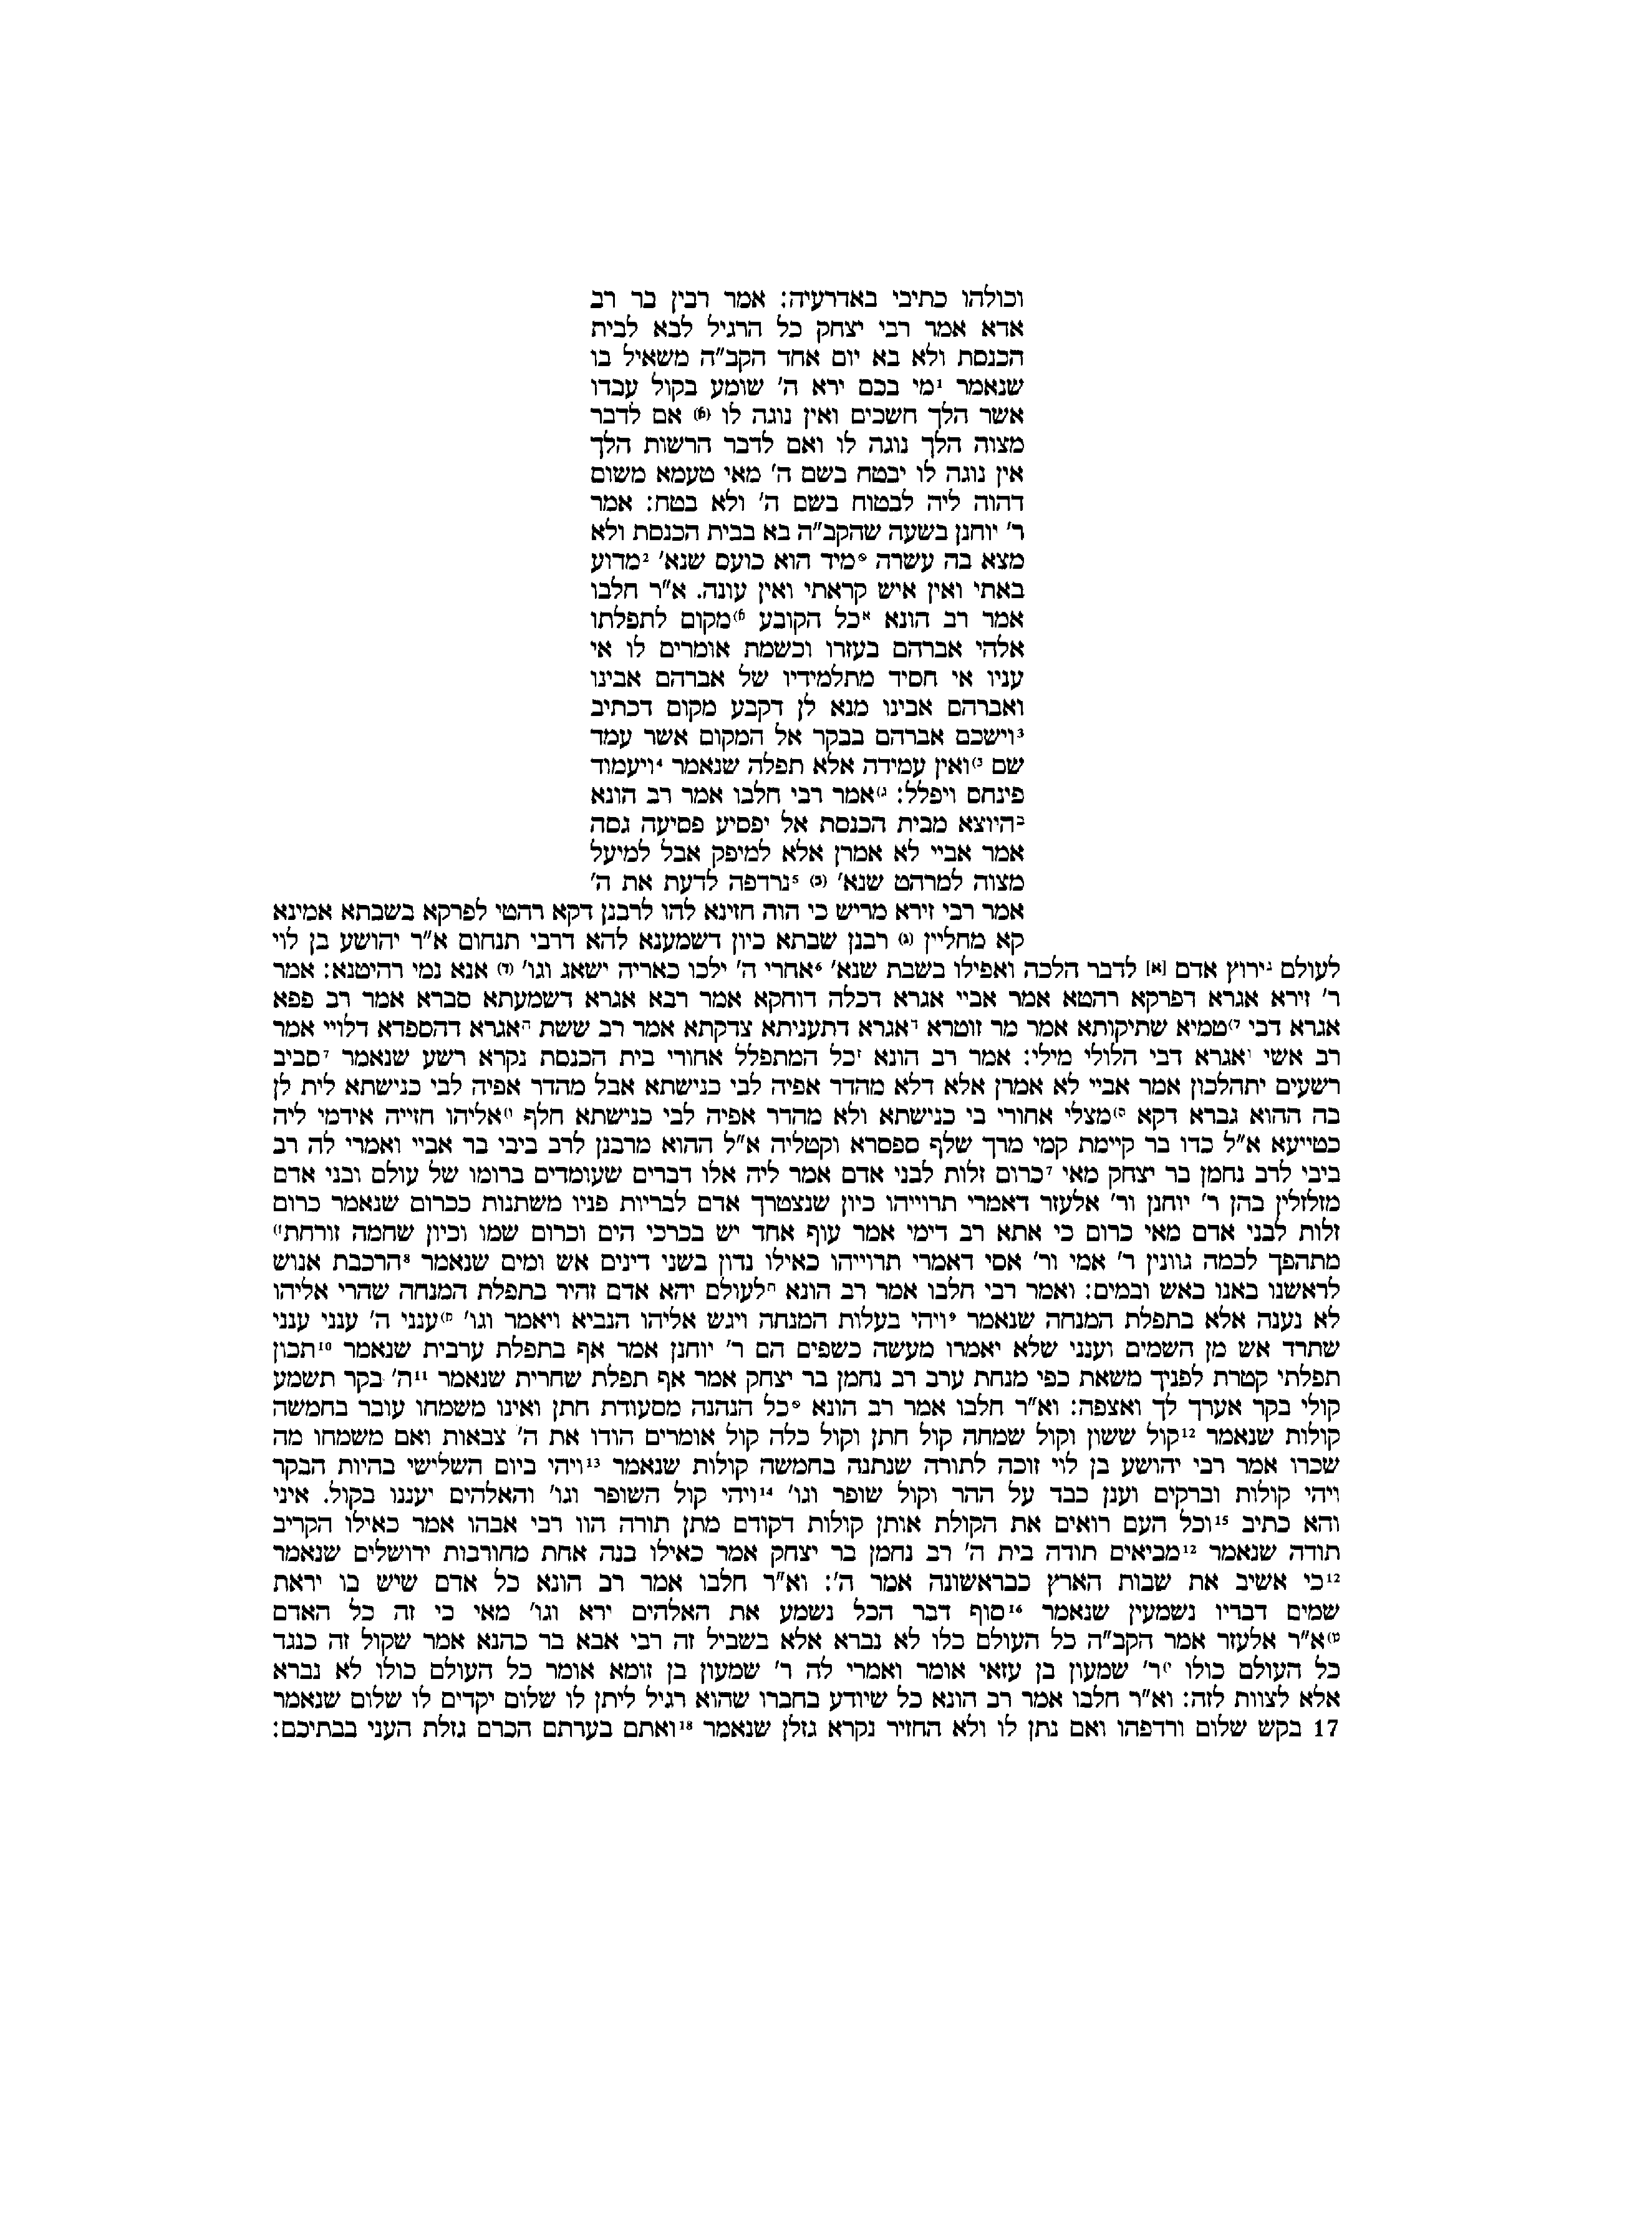 וכולהו כתיבי באדרעיה: אמר רבין בר רב
אדא אמר רבי יצחק כל הרגיל לבא לבית
הכנסת ולא בא יום אחד הקב"ה משאיל בו
שנאמר 1מי בכם ירא ה' שומע בקול עבדו
אשר הלך חשכים ואין נוגה לו (6) אם לדבר
מצוה הלך נוגה לו ואם לדבר הרשות הלך
אין נוגה לו יבטח בשם ה' מאי טעמא משום
דהוה ליה לבטוח בשם ה' ולא בטח: אמר
ר' יוחנן בשעה שהקב"ה בא בבית הכנסת ולא
מצא בה עשרה ᵒמיד הוא כועס שנא' 2מדוע
באתי ואין איש קראתי ואין עונה. א"ר חלבו
אמר רב הונא אכל הקובע 6)מקום לתפלתו
אלהי אברהם בעזרו וכשמת אומרים לו אי
עניו אי חסיד מתלמידיו של אברהם אבינו
ואברהם אבינו מנא לן דקבע מקום דכתיב
3וישכם אברהם בבקר אל המקום אשר עמד
שם 3)ואין עמידה אלא תפלה שנאמר 4ויעמוד
פינחס ויפלל: ג)אמר רבי חלבו אמר רב הונא
בהיוצא מבית הכנסת אל יפסיע פסיעה גסה
אמר אביי לא אמרן אלא למיפק אבל למיעל
מצוה למרהט שנא' (ב) 5נרדפה לדעת את ה'
אמר רבי זירא מריש כי הוה חזינא להו לרבנן דקא רהטי לפרקא בשבתא אמינא
קא מחליין (ג) רבנן שבתא כיון דשמענא להא דרבי תנחום א"ר יהושע בן לוי
לעולם גירוץ אדם [א] לדבר הלכה ואפילו בשבת שנא' 6אחרי ה' ילכו כאריה ישאג וגו' (ד) אנא נמי רהיטנא: אמר
ר' זירא אגרא דפרקא רהטא אמר אביי אגרא דכלה דוחקא אמר רבא אגרא דשמעתא סברא אמר רב פפא
אגרא דבי ד)טמיא שתיקותא אמר מר זוטרא דאגרא דתעניתא צדקתא אמר רב ששת האגרא דהספדא דלויי אמר
רב אשי ואגרא דבי הלולי מילי: אמר רב הונא זכל המתפלל אחורי בית הכנסת נקרא רשע שנאמר 7סביב
רשעים יתהלכון אמר אביי לא אמרן אלא דלא מהדר אפיה לבי כנישתא אבל מהדר אפיה לבי כנישתא לית לן
בה ההוא גברא דקא ס)מצלי אחורי בי כנישתא ולא מהדר אפיה לבי כנישתא חלף ו)אליהו חזייה אידמי ליה
כטייעא א"ל כדו בר קיימת קמי מרך שלף ספסרא וקטליה א"ל ההוא מרבנן לרב ביבי בר אביי ואמרי לה רב
ביבי לרב נחמן בר יצחק מאי 7כרום זלות לבני אדם אמר ליה אלו דברים שעומדים ברומו של עולם ובני אדם
מזלזלין בהן ר' יוחנן ור' אלעזר דאמרי תרוייהו כיון שנצטרך אדם לבריות פניו משתנות ככרום שנאמר כרום
זלות לבני אדם מאי כרום כי אתא רב דימי אמר עוף אחד יש בכרכי הים וכרום שמו וכיון שחמה זורחת ז)
מתהפך לכמה גוונין ר' אמי ור' אסי דאמרי תרוייהו כאילו נדון בשני דינים אש ומים שנאמר 8הרכבת אנוש
לראשנו באנו באש ובמים: ואמר רבי חלבו אמר רב הונא חלעולם יהא אדם זהיר בתפלת המנחה שהרי אליהו
לא נענה אלא בתפלת המנחה שנאמר 9ויהי בעלות המנחה ויגש אליהו הנביא ויאמר וגו' ח)ענני ה' ענני ענני
שתרד אש מן השמים וענני שלא יאמרו מעשה כשפים הם ר' יוחנן אמר אף בתפלת ערבית שנאמר 10תכון
תפלתי קטרת לפניך משאת כפי מנחת ערב רב נחמן בר יצחק אמר אף תפלת שחרית שנאמר 11ה' בקר תשמע
קולי בקר אערך לך ואצפה: וא"ר חלבו אמר רב הונא ᵒכל הנהנה מסעודת חתן ואינו משמחו עובר בחמשה
קולות שנאמר 12קול ששון וקול שמחה קול חתן וקול כלה קול אומרים הודו את ה' צבאות ואם משמחו מה
שכרו אמר רבי יהושע בן לוי זוכה לתורה שנתנה בחמשה קולות שנאמר 13ויהי ביום השלישי בהיות הבקר
ויהי קולות וברקים וענן כבד על ההר וקול שופר וגו' 14ויהי קול השופר וגו' והאלהים יעננו בקול. איני
והא כתיב 15וכל העם רואים את הקולת אותן קולות דקודם מתן תורה הוו רבי אבהו אמר כאילו הקריב
תודה שנאמר 12מביאים תודה בית ה' רב נחמן בר יצחק אמר כאילו בנה אחת מחורבות ירושלים שנאמר
12כי אשיב את שבות הארץ כבראשונה אמר ה': וא"ר חלבו אמר רב הונא כל אדם שיש בו יראת
שמים דבריו נשמעין שנאמר 16סוף דבר הכל נשמע את האלהים ירא וגו' מאי כי זה כל האדם
ט)א"ר אלעזר אמר הקב"ה כל העולם כלו לא נברא אלא בשביל זה רבי אבא בר כהנא אמר שקול זה כנגד
כל העולם כולו י)ר' שמעון בן עזאי אומר ואמרי לה ר' שמעון בן זומא אומר כל העולם כולו לא נברא
אלא לצוות לזה: וא"ר חלבו אמר רב הונא כל שיודע בחברו שהוא רגיל ליתן לו שלום יקדים לו שלום שנאמר
17 בקש שלום ורדפהו ואם נתן לו ולא החזיר נקרא גזלן שנאמר 18ואתם בערתם הכרם גזלת העני בבתיכם: